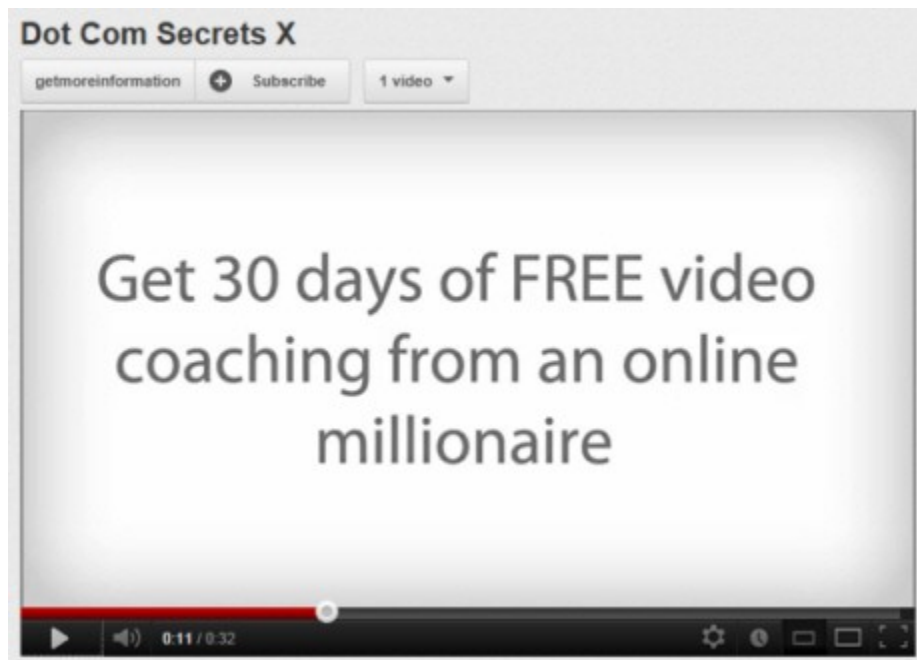 Dot Com Secrets X
getmoreinformation Subscribe 1 video
Get 30 days of FREE video
coaching from an online
millionaire
0:11 / 0:32